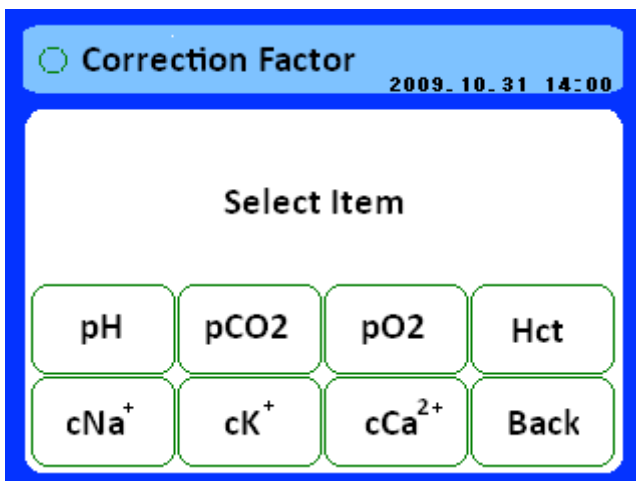 Correction Factor
2009.10.31 14:00
Select Item
pH pCO2 pO2 Hct
cNa⁺ cK⁺ cCa²⁺ Back